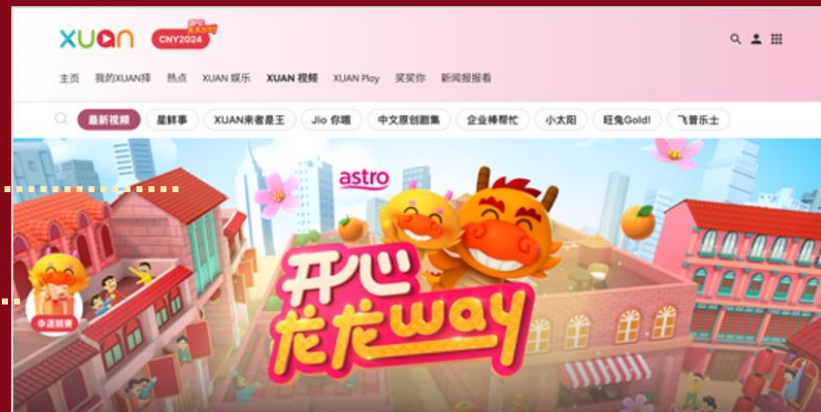 XUAN
CNY2024
主页 我的XUAN择 热点 XUAN 娱乐 XUAN 视频 XUAN Play 笑笑你 新闻报报看
最新视频 星鲜事 XUAN来者是王 Jio 你嘅 中文原创剧集 企业棒帮忙 小太阳 旺兔Gold! 飞普乐士
astro
开心
龙龙way